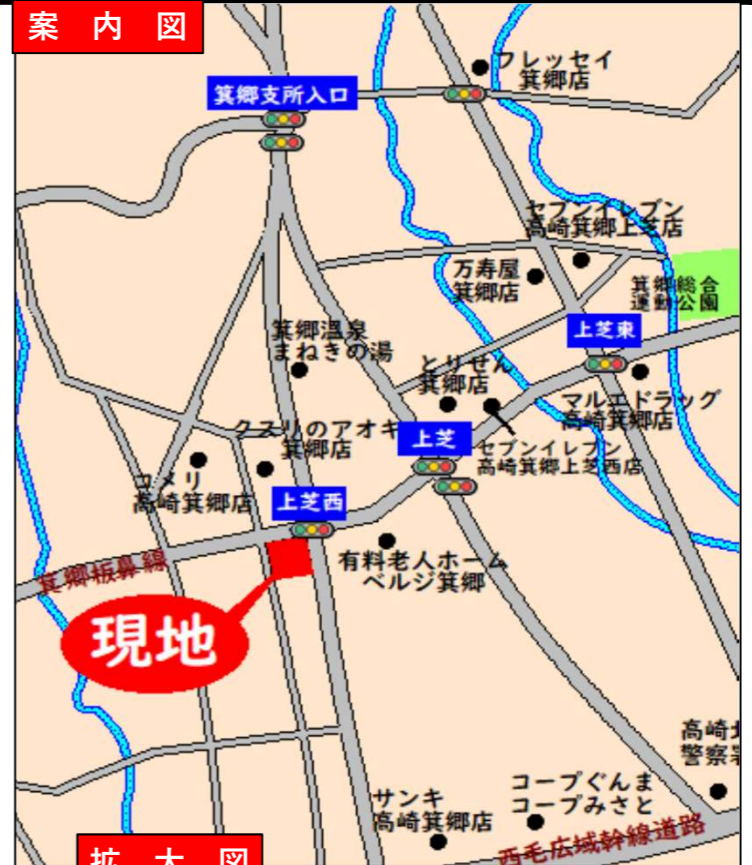 案内図
フレッセイ
箕郷店
箕郷支所入口
セブンイレブン
高崎箕郷上芝店
万寿屋
箕郷店
箕郷総合
運動公園
上芝東
箕郷温泉
まねきの湯
とりせん
箕郷店
マルエドラッグ
高崎箕郷店
クスリのアオキ
箕郷店
上芝
セブンイレブン
高崎箕郷上芝西店
コメリ
高崎箕郷店
上芝西
有料老人ホーム
ベルジ箕郷
箕郷板鼻線
現地
高崎北
警察署
コープぐんま
コープみさと
サンキ
高崎箕郷店
西毛広域幹線道路
拡大図